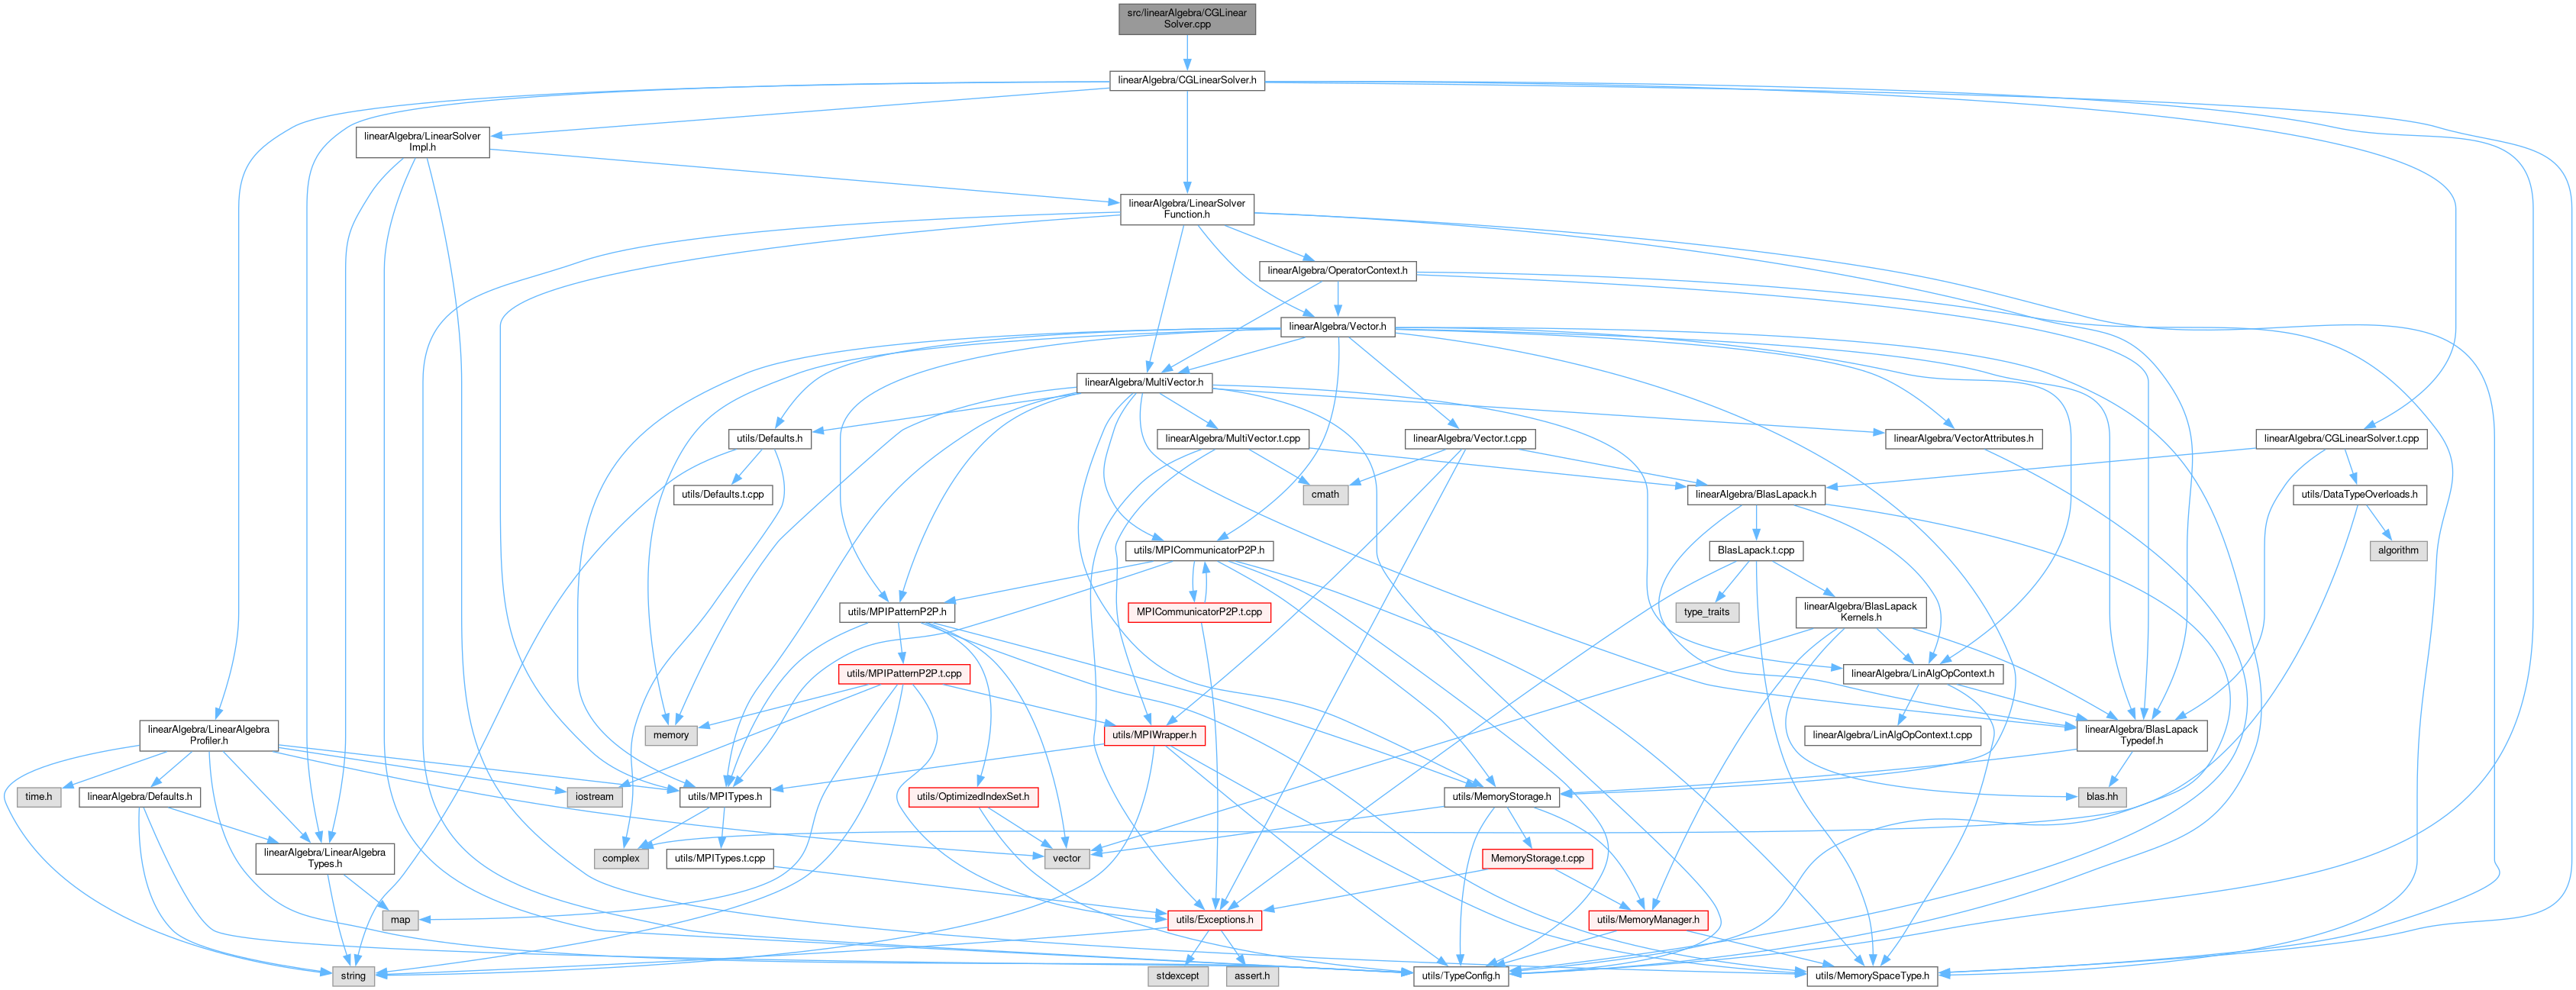 src/linearAlgebra/CGLinear
Solver.cpp
linearAlgebra/CGLinearSolver.h
linearAlgebra/LinearSolver
Impl.h
linearAlgebra/LinearSolver
Function.h
linearAlgebra/OperatorContext.h
linearAlgebra/Vector.h
linearAlgebra/MultiVector.h
utils/Defaults.h
linearAlgebra/MultiVector.t.cpp
linearAlgebra/Vector.t.cpp
linearAlgebra/VectorAttributes.h
linearAlgebra/CGLinearSolver.t.cpp
utils/Defaults.t.cpp
cmath
linearAlgebra/BlasLapack.h
utils/DataTypeOverloads.h
utils/MPICommunicatorP2P.h
BlasLapack.t.cpp
algorithm
utils/MPIPatternP2P.h
MPICommunicatorP2P.t.cpp
type_traits
linearAlgebra/BlasLapack
Kernels.h
utils/MPIPatternP2P.t.cpp
linearAlgebra/LinAlgOpContext.h
linearAlgebra/LinearAlgebra
Profiler.h
memory
utils/MPIWrapper.h
linearAlgebra/LinAlgOpContext.t.cpp
linearAlgebra/BlasLapack
Typedef.h
time.h
linearAlgebra/Defaults.h
iostream
utils/MPITypes.h
utils/OptimizedIndexSet.h
utils/MemoryStorage.h
blas.hh
linearAlgebra/LinearAlgebra
Types.h
complex
utils/MPITypes.t.cpp
vector
MemoryStorage.t.cpp
map
utils/Exceptions.h
utils/MemoryManager.h
string
stdexcept
assert.h
utils/TypeConfig.h
utils/MemorySpaceType.h